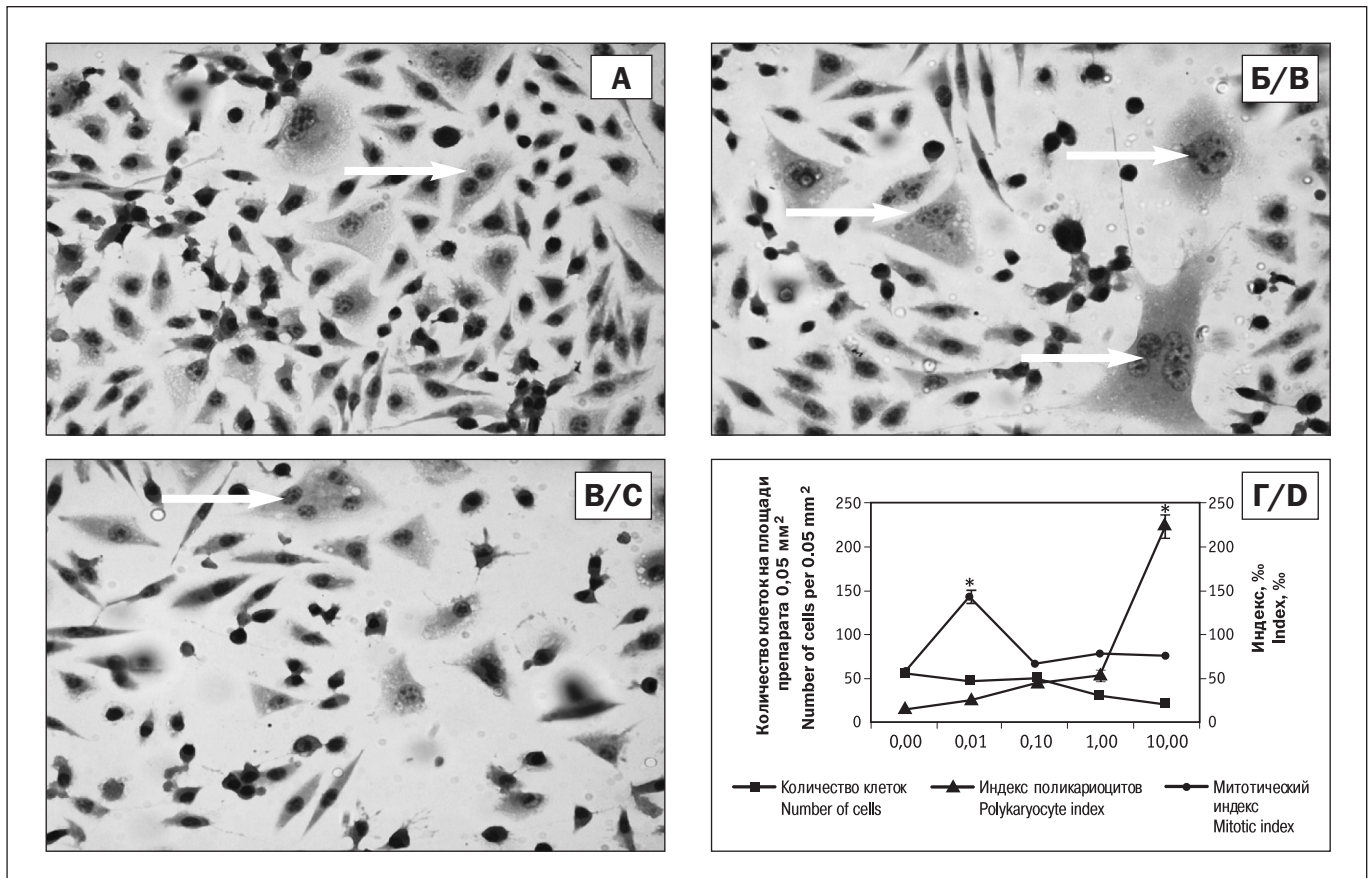 А
Б/B
В/C
Г/D
Количество клеток на площади
препарата 0,05 мм²
Number of cells per 0.05 mm²
250
200
150
100
50
0
*
*
250
200
150
100
50
0
Индекс, ‰
Index, ‰
0,00 0,01 0,10 1,00 10,00
Количество клеток
Number of cells
Индекс поликариоцитов
Polykaryocyte index
Митотический
индекс
Mitotic index